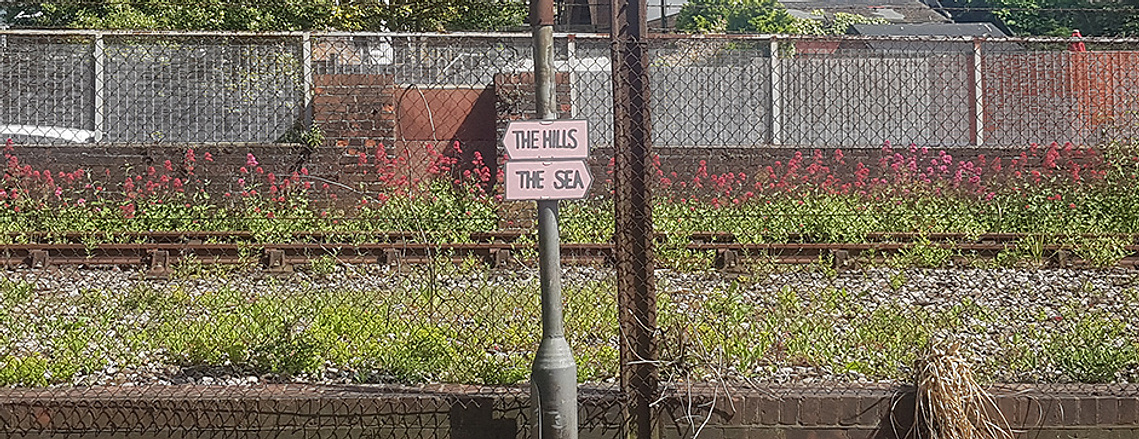 THE HILLS
THE SEA